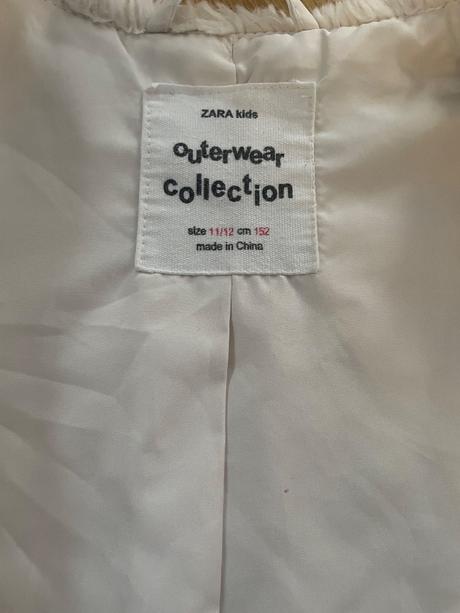 ZARA kids
outerwear
collection
size 11/12 cm 152
made in China